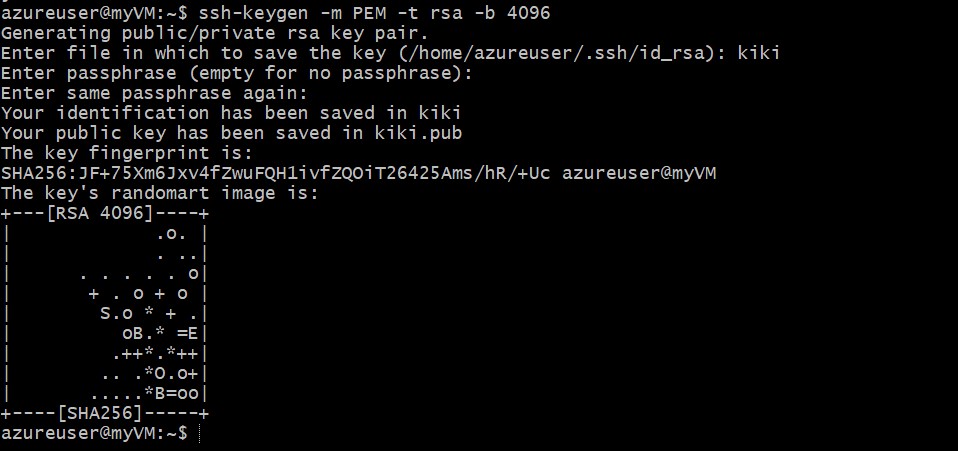 azureuser@myVM:~$ ssh-keygen -m PEM -t rsa -b 4096
Generating public/private rsa key pair.
Enter file in which to save the key (/home/azureuser/.ssh/id_rsa): kiki
Enter passphrase (empty for no passphrase):
Enter same passphrase again:
Your identification has been saved in kiki
Your public key has been saved in kiki.pub
The key fingerprint is:
SHA256:JF+75Xm6Jxv4fZwuFQH1ivfZQOiT26425Ams/hR/+Uc azureuser@myVM
The key's randomart image is:
+---[RSA 4096]----+
|             .o. |
|             . ..|
|      . . . . . o|
|       + . o + o |
|        S.o * + .|
|          oB.* =E|
|         .++*.*++|
|        .. .*O.o+|
|       .....*B=oo|
+----[SHA256]-----+
azureuser@myVM:~$